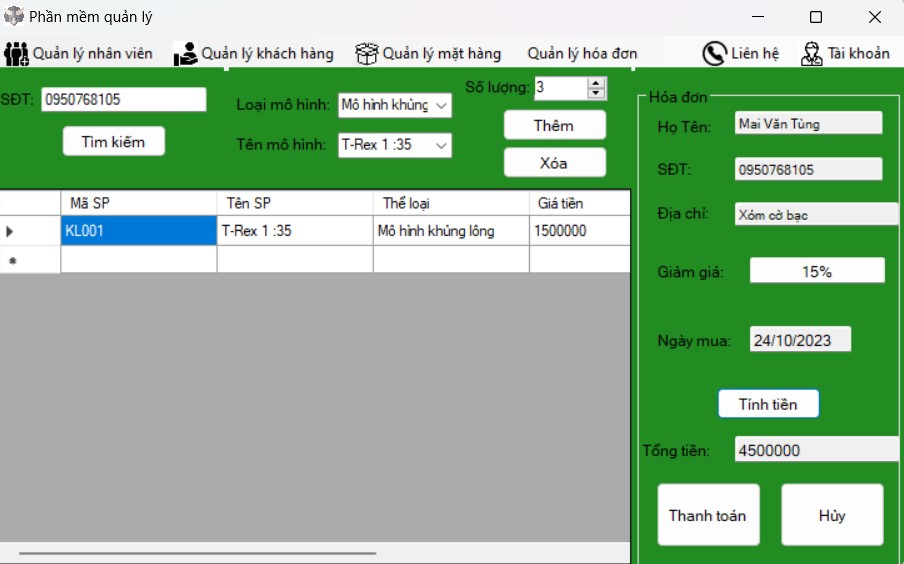 Phần mềm quản lý
Quản lý nhân viên Quản lý khách hàng Quản lý mặt hàng Quản lý hóa đơn Liên hệ Tài khoản
SĐT: 0950768105
Tìm kiếm
Loại mô hình: Mô hình khủng
Tên mô hình: T-Rex 1 :35
Số lượng: 3
Thêm
Xóa
Mã SP Tên SP Thể loại Giá tiền
KL001 T-Rex 1 :35 Mô hình khủng lông 1500000
Hóa đơn
Họ Tên: Mai Văn Tùng
SĐT: 0950768105
Địa chỉ: Xóm cờ bạc
Giảm giá: 15%
Ngày mua: 24/10/2023
Tính tiền
Tổng tiền: 4500000
Thanh toán Hủy